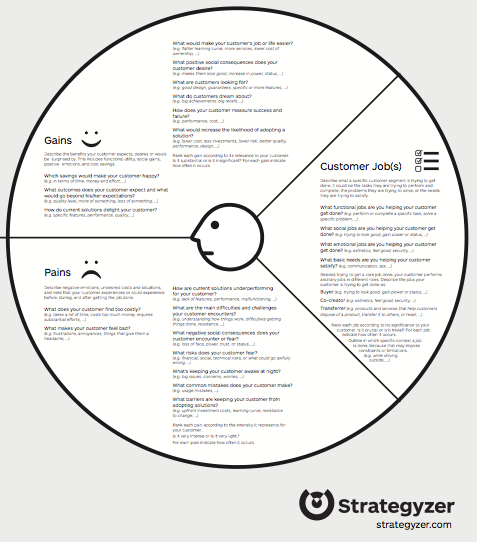 What would make your customer's job or life easier?
(e.g. flatter learning curve, more services, lower cost of
ownership, ...)
What positive social consequences does your
customer desire?
(e.g. makes them look good, increase in power, status, ...)
What are customers looking for?
(e.g. good design, guarantees, specific or more features, ...)
What do customers dream about?
(e.g. big achievements, big reliefs, ...)
How does your customer measure success and
failure?
(e.g. performance, cost, ...)
What would increase the likelihood of adopting a
solution?
(e.g. lower cost, less investments, lower risk, better quality,
performance, design, ...)
Rank each gain according to its relevance to your customer.
Is it substantial or is it insignificant? For each gain indicate
how often it occurs.
Gains
Describe the benefits your customer expects, desires or would
be surprised by. This includes functional utility, social gains,
positive emotions, and cost savings.
Which savings would make your customer happy?
(e.g. in terms of time, money and effort, ...)
What outcomes does your customer expect and what
would go beyond his/her expectations?
(e.g. quality level, more of something, less of something, ...)
How do current solutions delight your customer?
(e.g. specific features, performance, quality, ...)
Customer Job(s)
Describe what a specific customer segment is trying to get
done. It could be the tasks they are trying to perform and
complete, the problems they are trying to solve, or the needs
they are trying to satisfy.
What functional jobs are you helping your customer
get done? (e.g. perform or complete a specific task, solve a
specific problem, ...)
What social jobs are you helping your customer get
done? (e.g. trying to look good, gain power or status, ...)
What emotional jobs are you helping your customer
get done? (e.g. esthetics, feel good, security, ...)
What basic needs are you helping your customer
satisfy? (e.g. communication, sex, ...)
Besides trying to get a core job done, your customer performs
ancillary jobs in different roles. Describe the jobs your
customer is trying to get done as:
Buyer (e.g. trying to look good, gain power or status, ...)
Co-creator (e.g. esthetics, feel good, security, ...)
Transferrer (e.g. products and services that help customers
dispose of a product, transfer it to others, or resell, ...)
Rank each job according to its significance to your
customer. Is it crucial or is it trivial? For each job
indicate how often it occurs.
Outline in which specific context a job
is done, because that may impose
constraints or limitations.
(e.g. while driving,
outside, ...)
Pains
Describe negative emotions, undesired costs and situations,
and risks that your customer experiences or could experience
before, during, and after getting the job done.
What does your customer find too costly?
(e.g. takes a lot of time, costs too much money, requires
substantial efforts, ...)
What makes your customer feel bad?
(e.g. frustrations, annoyances, things that give them a
headache, ...)
How are current solutions underperforming
for your customer?
(e.g. lack of features, performance, malfunctioning, ...)
What are the main difficulties and challenges
your customer encounters?
(e.g. understanding how things work, difficulties getting
things done, resistance, ...)
What negative social consequences does your
customer encounter or fear?
(e.g. loss of face, power, trust, or status, ...)
What risks does your customer fear?
(e.g. financial, social, technical risks, or what could go awfully
wrong, ...)
What's keeping your customer awake at night?
(e.g. big issues, concerns, worries, ...)
What common mistakes does your customer make?
(e.g. usage mistakes, ...)
What barriers are keeping your customer from
adopting solutions?
(e.g. upfront investment costs, learning curve, resistance
to change, ...)
Rank each pain according to the intensity it represents for
your customer.
Is it very intense or is it very light?
For each pain indicate how often it occurs.
Strategyzer
strategyzer.com